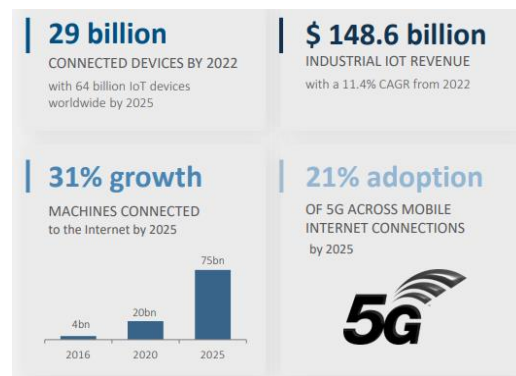 29 billion
CONNECTED DEVICES BY 2022
with 64 billion IoT devices
worldwide by 2025
$ 148.6 billion
INDUSTRIAL IOT REVENUE
with a 11.4% CAGR from 2022
31% growth
MACHINES CONNECTED
to the Internet by 2025
75bn
20bn
4bn
2016 2020 2025
21% adoption
OF 5G ACROSS MOBILE
INTERNET CONNECTIONS
by 2025
5G